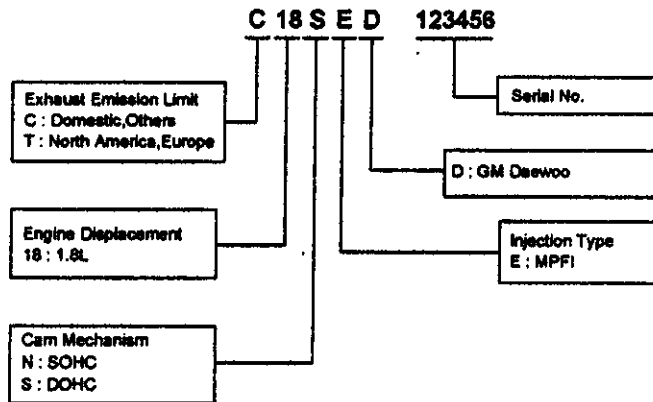 C 18 S E D 123456
Exhaust Emission Limit
C : Domestic,Others
T : North America,Europe
Serial No.
D : GM Daewoo
Engine Displacement
18 : 1.8L
Injection Type
E : MPFI
Cam Mechanism
N : SOHC
S : DOHC